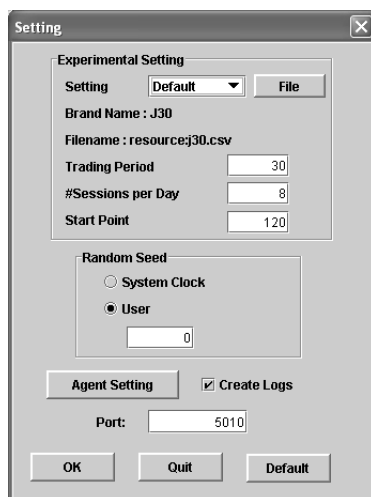 Setting
Experimental Setting
Setting Default File
Brand Name : J30
Filename : resource:j30.csv
Trading Period 30
#Sessions per Day 8
Start Point 120
Random Seed
System Clock
User
0
Agent Setting Create Logs
Port: 5010
OK Quit Default